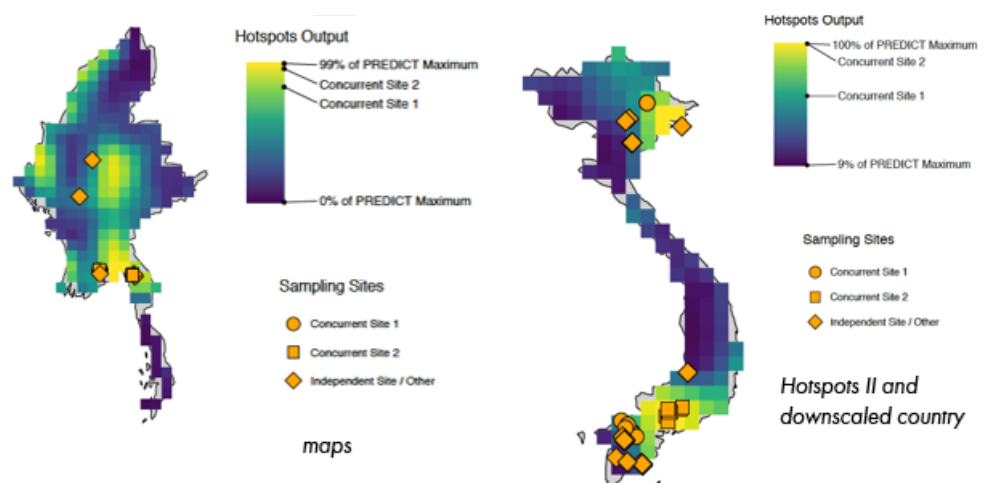 Hotspots Output
99% of PREDICT Maximum
Concurrent Site 2
Concurrent Site 1
0% of PREDICT Maximum
Sampling Sites
Concurrent Site 1
Concurrent Site 2
Independent Site / Other
maps
Hotspots Output
100% of PREDICT Maximum
Concurrent Site 2
Concurrent Site 1
9% of PREDICT Maximum
Sampling Sites
Concurrent Site 1
Concurrent Site 2
Independent Site / Other
Hotspots II and
downscaled country